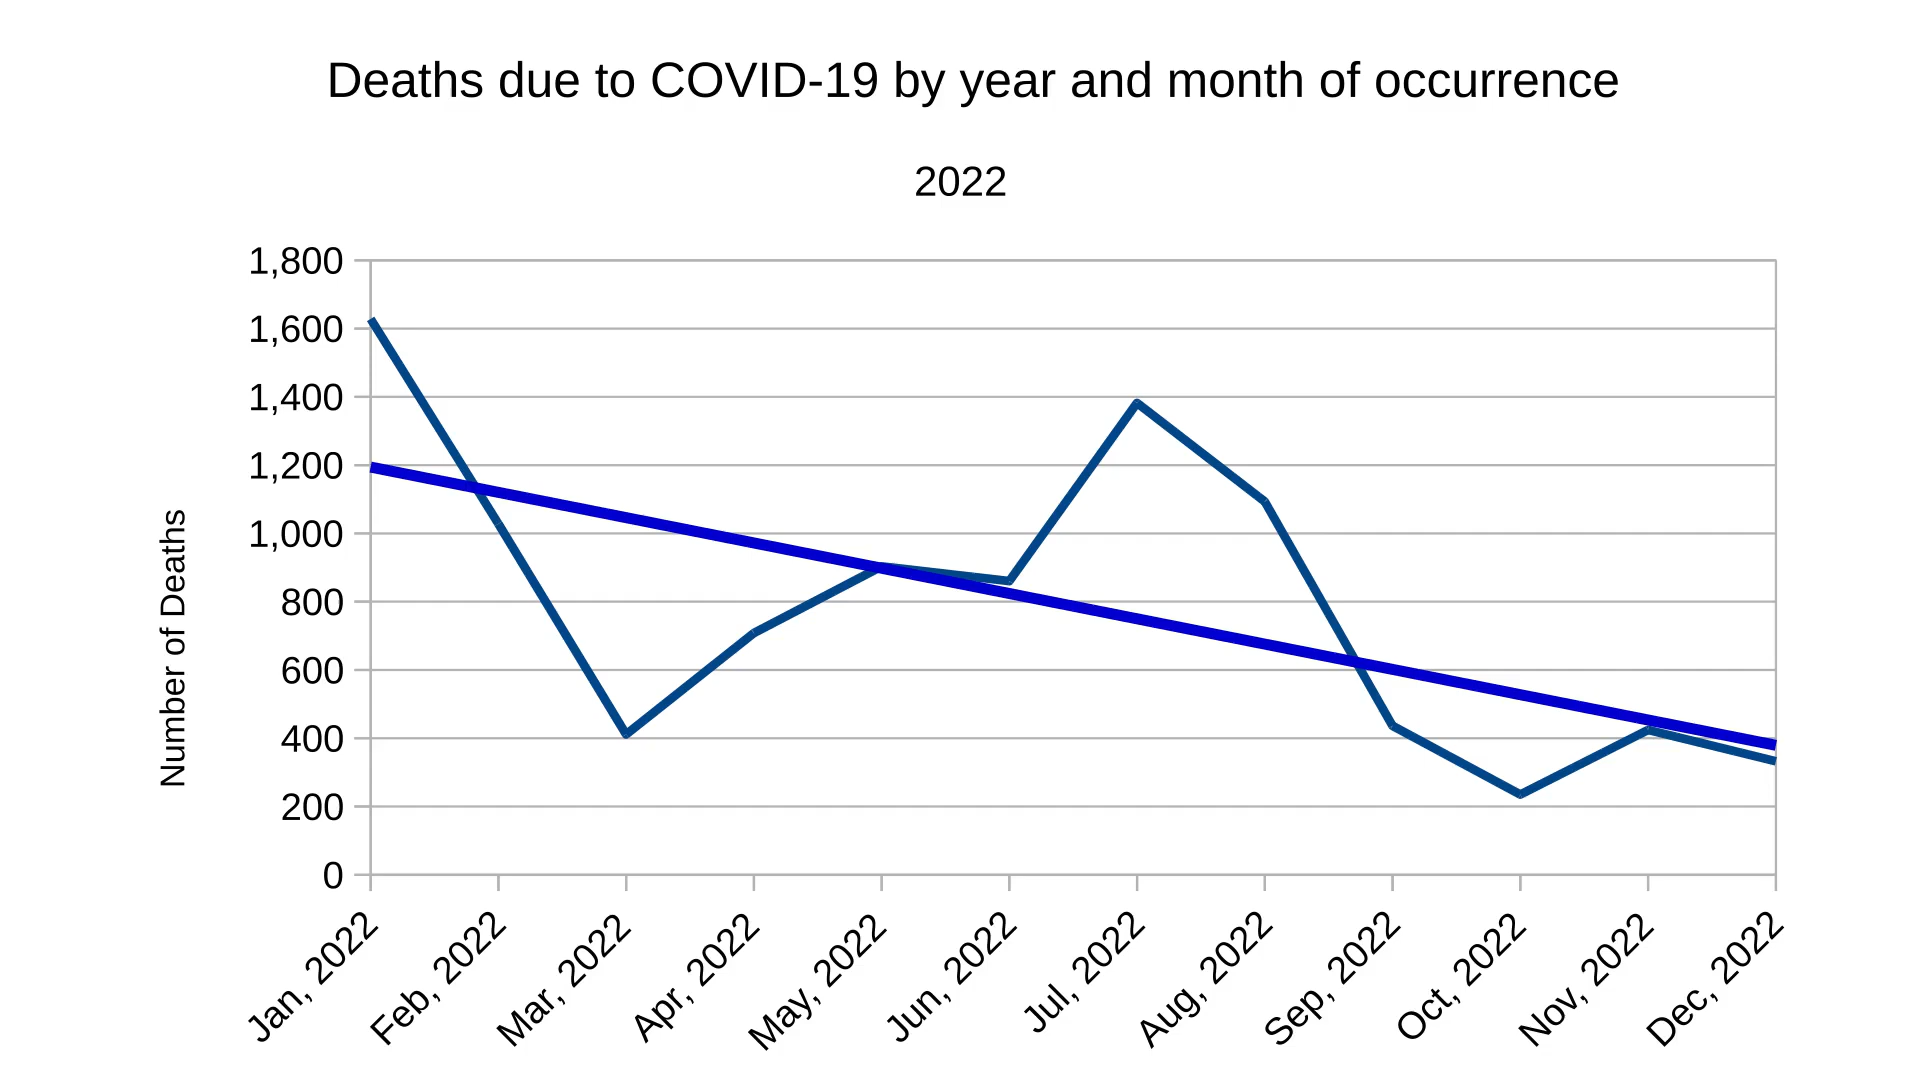 Deaths due to COVID-19 by year and month of occurrence
2022
Number of Deaths
1,800
1,600
1,400
1,200
1,000
800
600
400
200
0
Jan, 2022
Feb, 2022
Mar, 2022
Apr, 2022
May, 2022
Jun, 2022
Jul, 2022
Aug, 2022
Sep, 2022
Oct, 2022
Nov, 2022
Dec, 2022